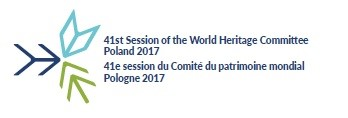 41st Session of the World Heritage Committee
Poland 2017
41e session du Comité du patrimoine mondial
Pologne 2017